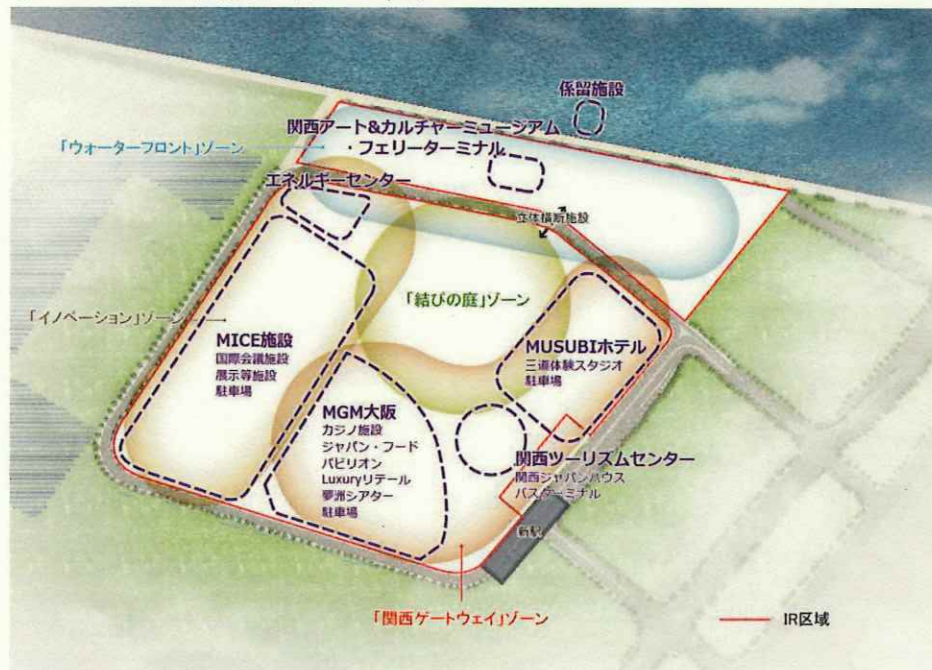 係留施設
関西アート&カルチャーミュージアム
・フェリーターミナル
「ウォーターフロント」ゾーン
エネルギーセンター
立体横断施設
「結びの庭」ゾーン
「イノベーション」ゾーン
MICE施設
国際会議施設
展示等施設
駐車場
MUSUBIホテル
三道体験スタジオ
駐車場
MGM大阪
カジノ施設
ジャパン・フード
パビリオン
Luxuryリテール
夢洲シアター
駐車場
関西ツーリズムセンター
関西ジャパンハウス
バスターミナル
新駅
「関西ゲートウェイ」ゾーン
IR区域